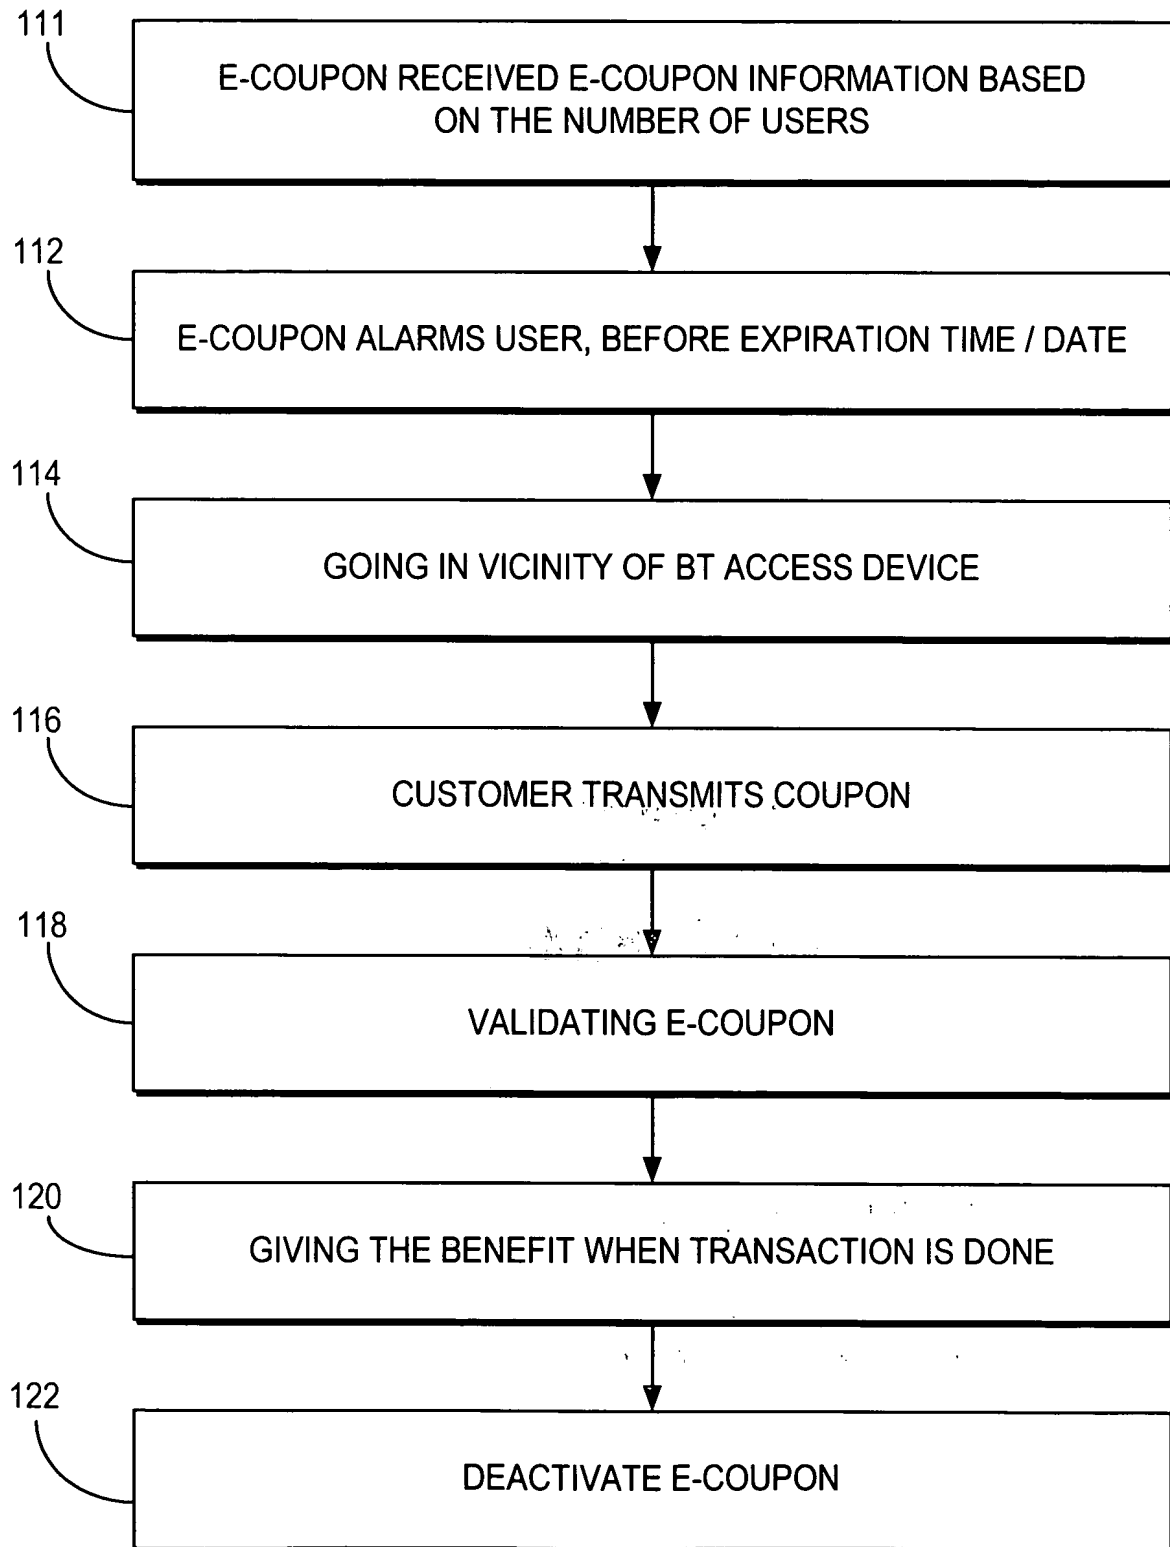 111
E-COUPON RECEIVED E-COUPON INFORMATION BASED
ON THE NUMBER OF USERS
112
E-COUPON ALARMS USER, BEFORE EXPIRATION TIME / DATE
114
GOING IN VICINITY OF BT ACCESS DEVICE
116
CUSTOMER TRANSMITS COUPON
118
VALIDATING E-COUPON
120
GIVING THE BENEFIT WHEN TRANSACTION IS DONE
122
DEACTIVATE E-COUPON